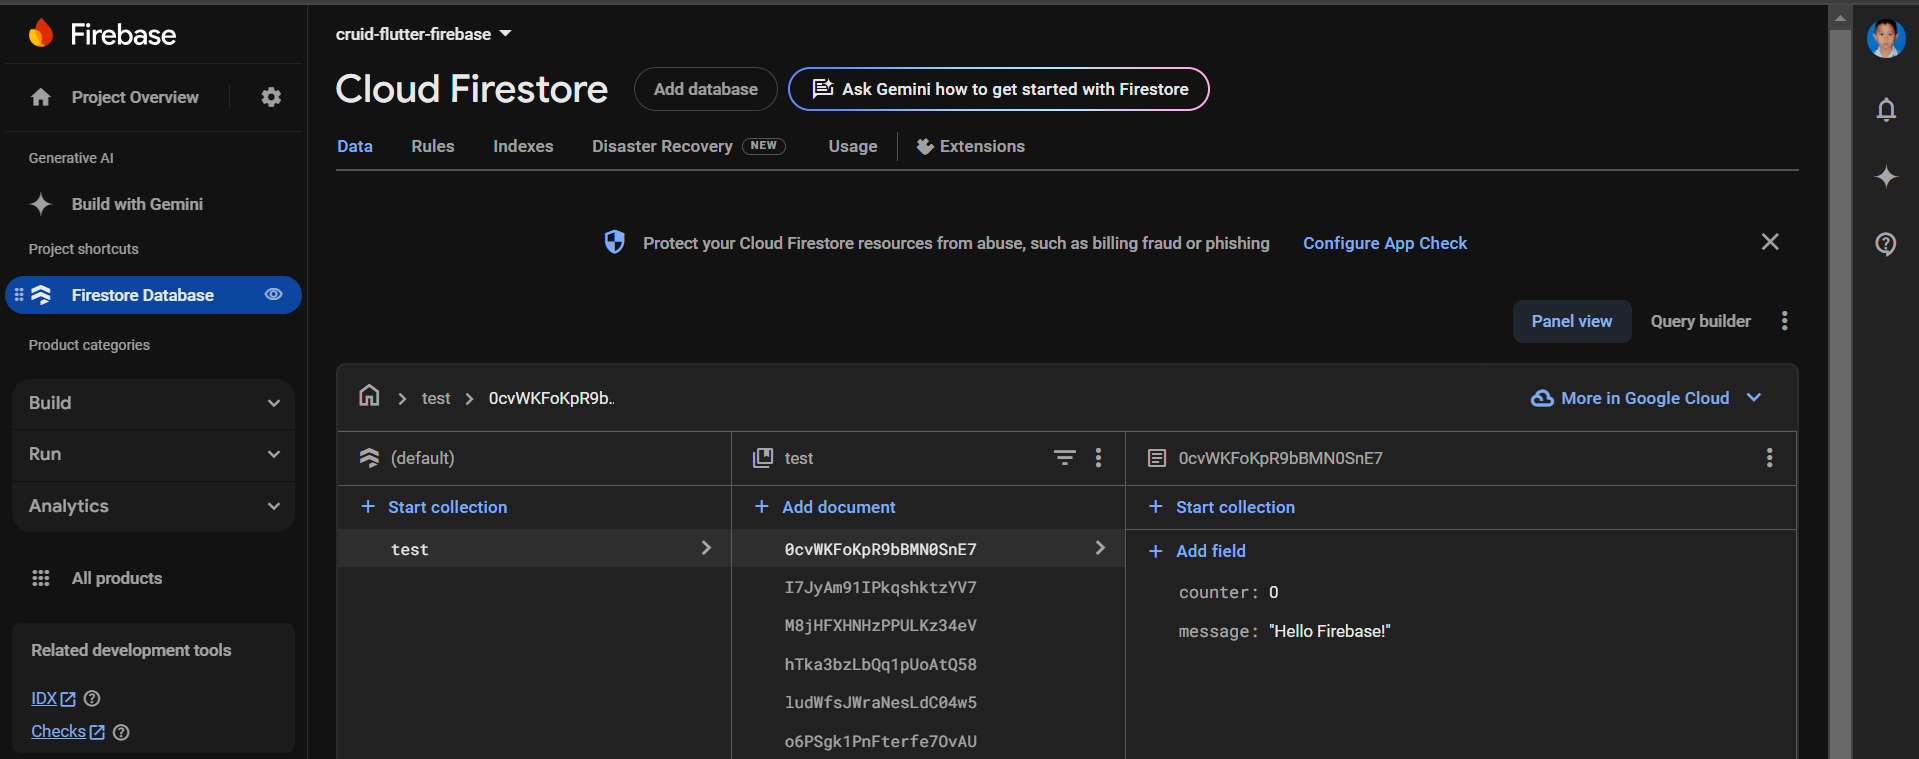 Firebase
Project Overview
Generative AI
Build with Gemini
Project shortcuts
Firestore Database
Product categories
Build
Run
Analytics
All products
Related development tools
IDX
Checks
cruid-flutter-firebase
Cloud Firestore
Add database
Ask Gemini how to get started with Firestore
Data Rules Indexes Disaster Recovery NEW Usage Extensions
Protect your Cloud Firestore resources from abuse, such as billing fraud or phishing Configure App Check
Panel view Query builder
test 0cvWKFoKpR9b..
More in Google Cloud
(default)
Start collection
test
test
Add document
0cvWKFoKpR9bBMN0SnE7
I7JyAm91IPkqshktzYV7
M8jHFXHNHzPPULKz34eV
hTka3bzLbQq1pUoAtQ58
ludWfsJWraNesLdC04w5
o6PSgk1PnFterfe7OvAU
0cvWKFoKpR9bBMN0SnE7
Start collection
Add field
counter: 0
message: "Hello Firebase!"